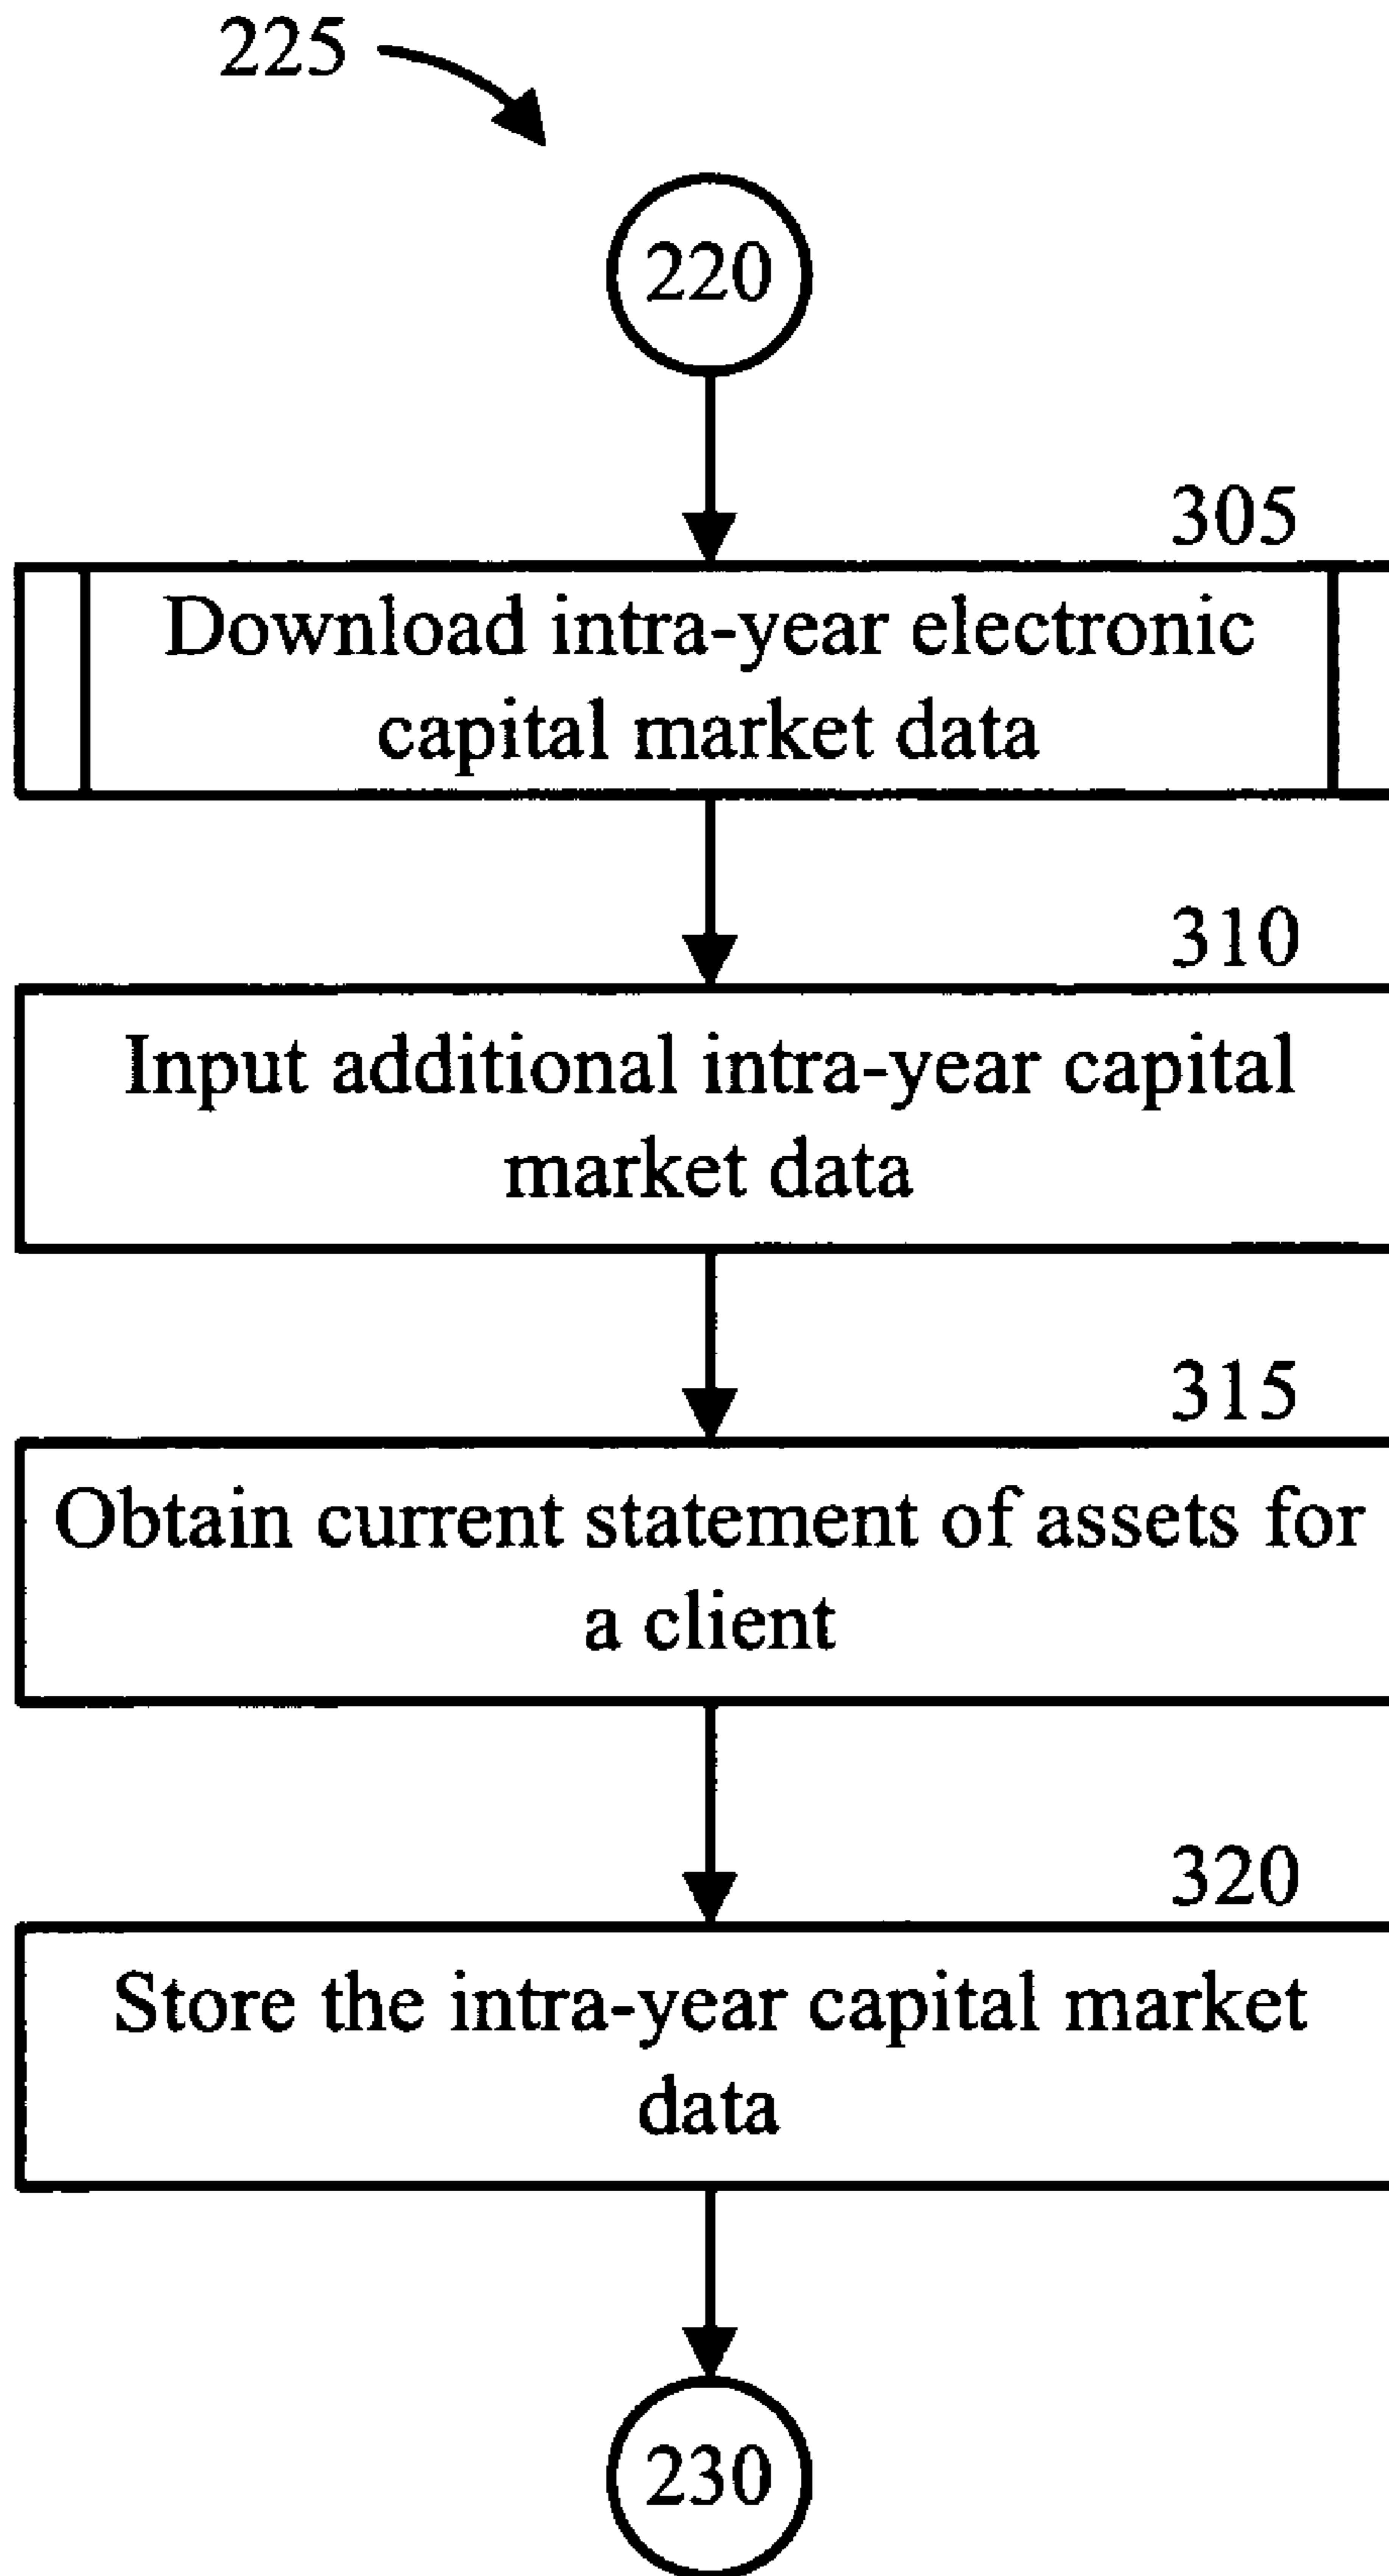 225
220
305
Download intra-year electronic
capital market data
310
Input additional intra-year capital
market data
315
Obtain current statement of assets for
a client
320
Store the intra-year capital market
data
230